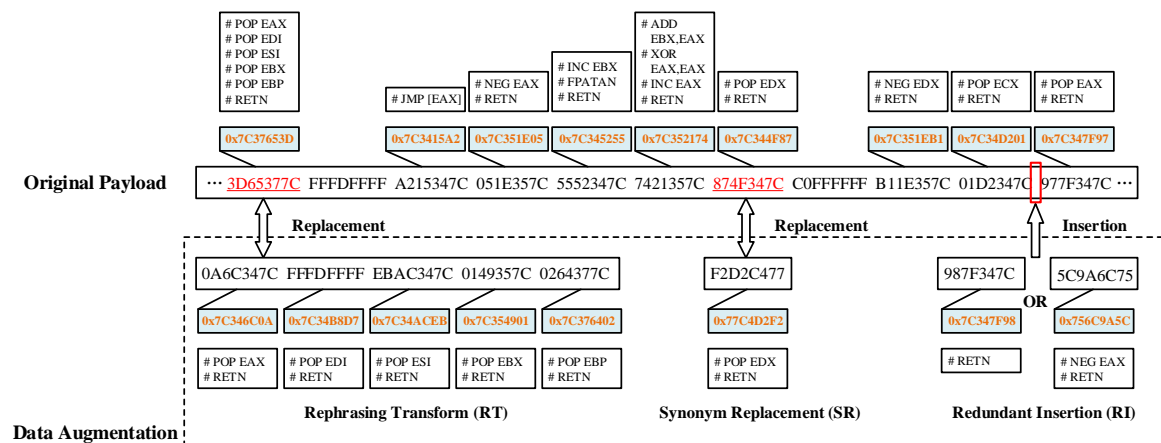 # POP EAX
# POP EDI
# POP ESI
# POP EBX
# POP EBP
# RETN
# JMP [EAX]
# NEG EAX
# RETN
# INC EBX
# FPATAN
# RETN
# ADD
EBX,EAX
# XOR
EAX,EAX
# INC EAX
# RETN
# POP EDX
# RETN
# NEG EDX
# RETN
# POP ECX
# RETN
# POP EAX
# RETN
0x7C37653D 0x7C3415A2 0x7C351E05 0x7C345255 0x7C352174 0x7C344F87 0x7C351EB1 0x7C34D201 0x7C347F97
Original Payload
··· 3D65377C FFFDFFFF A215347C 051E357C 5552347C 7421357C 874F347C C0FFFFFF B11E357C 01D2347C 977F347C ···
Replacement
Replacement
Insertion
0A6C347C FFFDFFFF EBAC347C 0149357C 0264377C
F2D2C477
987F347C
OR
5C9A6C75
0x7C346C0A 0x7C34B8D7 0x7C34ACEB 0x7C354901 0x7C376402
0x77C4D2F2
0x7C347F98
0x756C9A5C
# POP EAX
# RETN
# POP EDI
# RETN
# POP ESI
# RETN
# POP EBX
# RETN
# POP EBP
# RETN
# POP EDX
# RETN
# RETN
# NEG EAX
# RETN
Rephrasing Transform (RT)
Synonym Replacement (SR)
Redundant Insertion (RI)
Data Augmentation